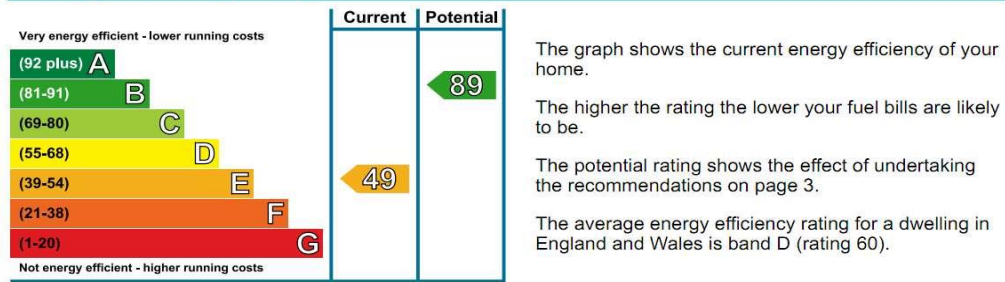 Current Potential
Very energy efficient - lower running costs
(92 plus) A
(81-91) B
89
(69-80) C
(55-68) D
(39-54) E
49
(21-38) F
(1-20) G
Not energy efficient - higher running costs
The graph shows the current energy efficiency of your
home.
The higher the rating the lower your fuel bills are likely
to be.
The potential rating shows the effect of undertaking
the recommendations on page 3.
The average energy efficiency rating for a dwelling in
England and Wales is band D (rating 60).